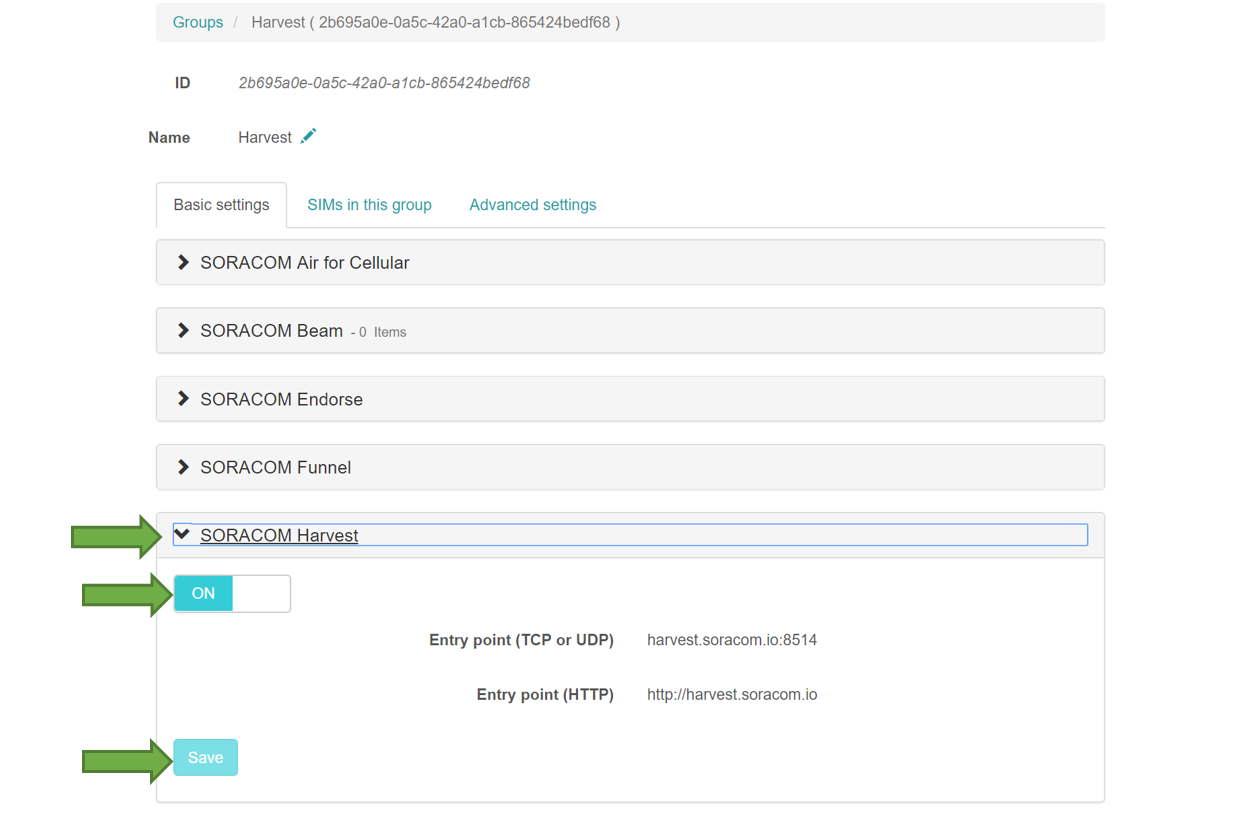 Groups / Harvest ( 2b695a0e-0a5c-42a0-a1cb-865424bedf68 )
ID 2b695a0e-0a5c-42a0-a1cb-865424bedf68
Name Harvest
Basic settings SIMs in this group Advanced settings
SORACOM Air for Cellular
SORACOM Beam - 0 Items
SORACOM Endorse
SORACOM Funnel
SORACOM Harvest
ON
Entry point (TCP or UDP) harvest.soracom.io:8514
Entry point (HTTP) http://harvest.soracom.io
Save